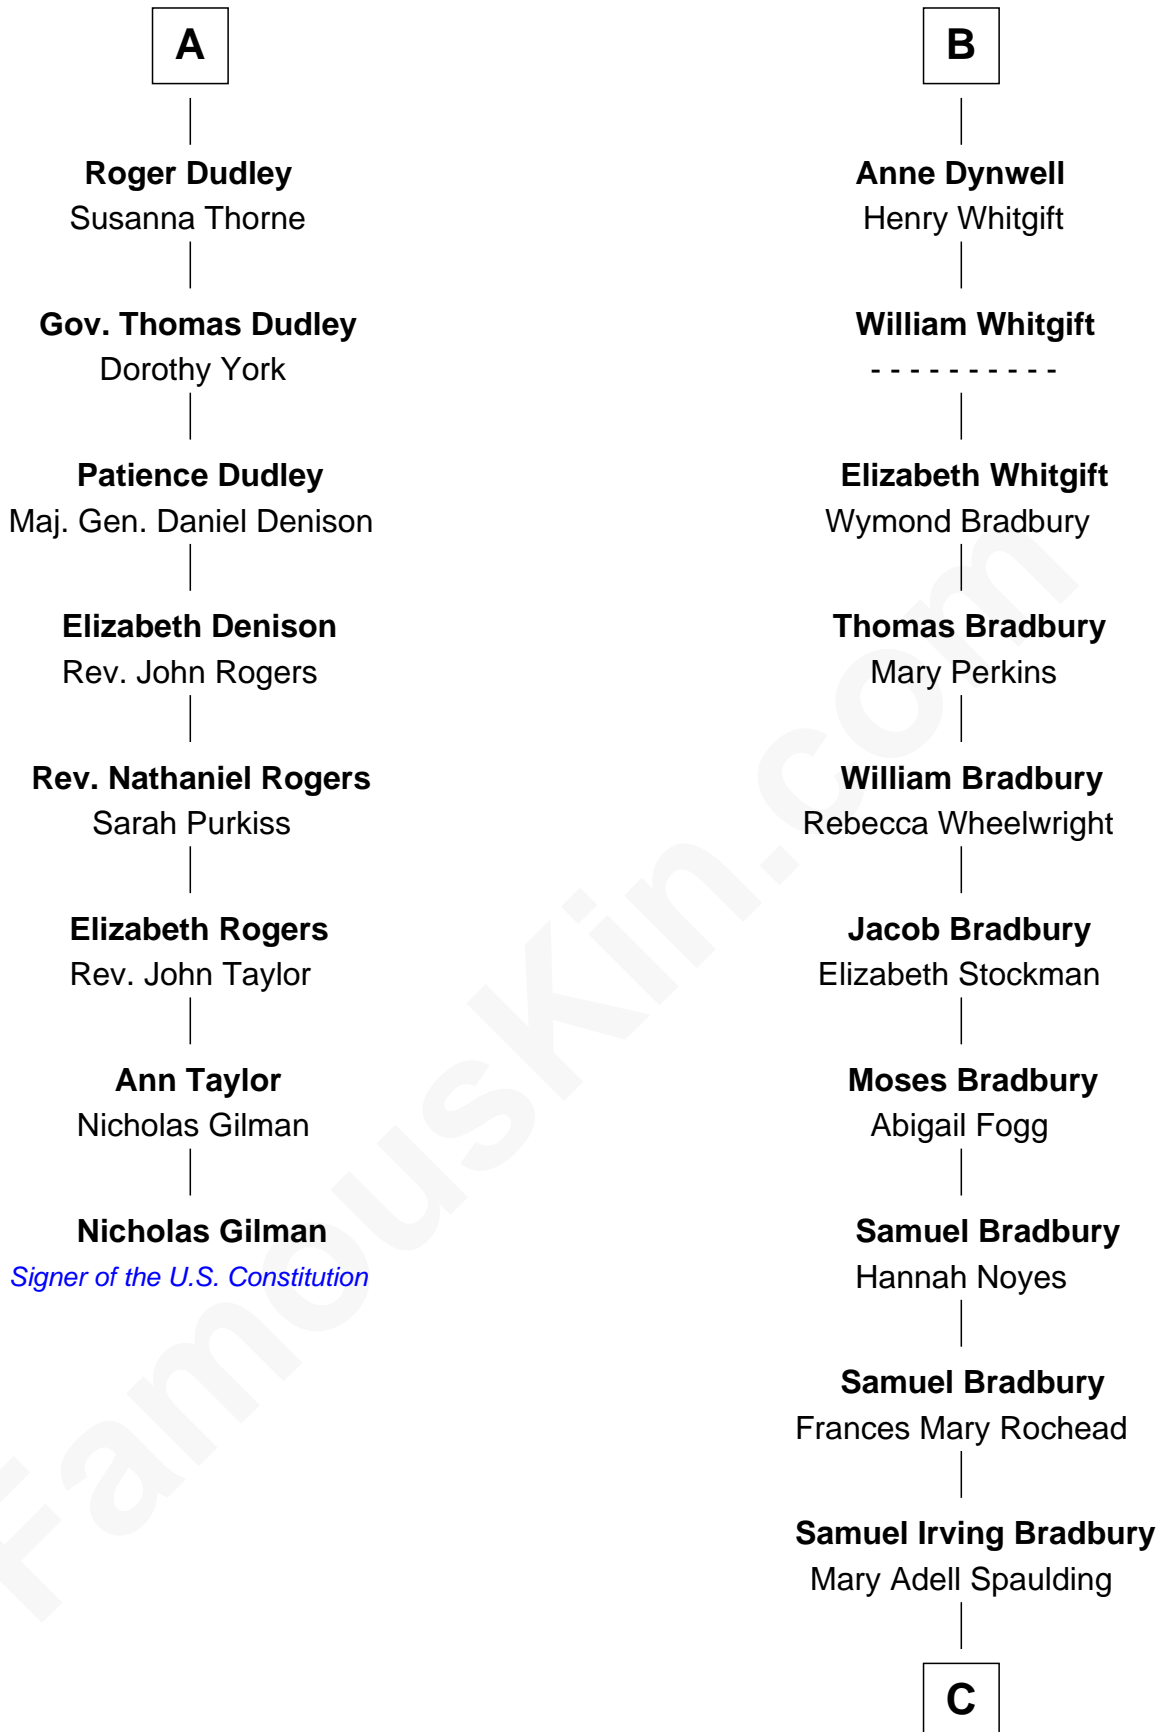 A
Roger Dudley
Susanna Thorne
Gov. Thomas Dudley
Dorothy York
Patience Dudley
Maj. Gen. Daniel Denison
Elizabeth Denison
Rev. John Rogers
Rev. Nathaniel Rogers
Sarah Purkiss
Elizabeth Rogers
Rev. John Taylor
Ann Taylor
Nicholas Gilman
Nicholas Gilman
Signer of the U.S. Constitution
B
Anne Dynwell
Henry Whitgift
William Whitgift
- - - - - - - - - -
Elizabeth Whitgift
Wymond Bradbury
Thomas Bradbury
Mary Perkins
William Bradbury
Rebecca Wheelwright
Jacob Bradbury
Elizabeth Stockman
Moses Bradbury
Abigail Fogg
Samuel Bradbury
Hannah Noyes
Samuel Bradbury
Frances Mary Rochead
Samuel Irving Bradbury
Mary Adell Spaulding
C
FamousKin.com